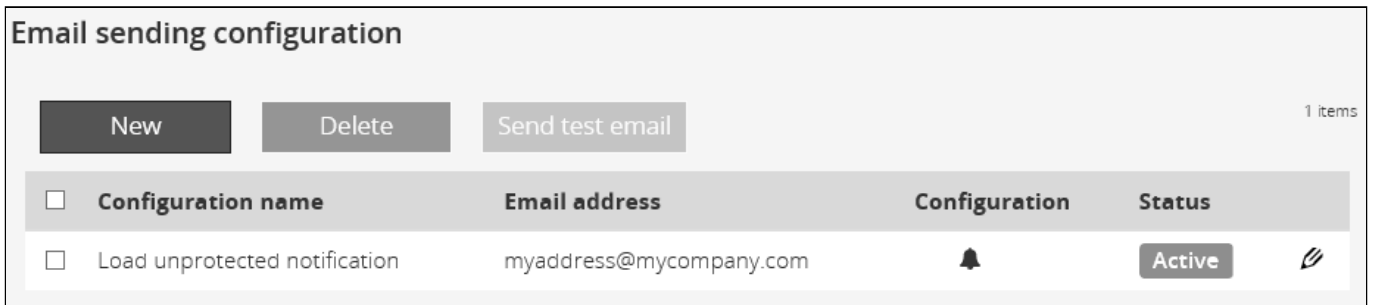 Email sending configuration
New Delete Send test email 1 items
Configuration name Email address Configuration Status
Load unprotected notification myaddress@mycompany.com Active